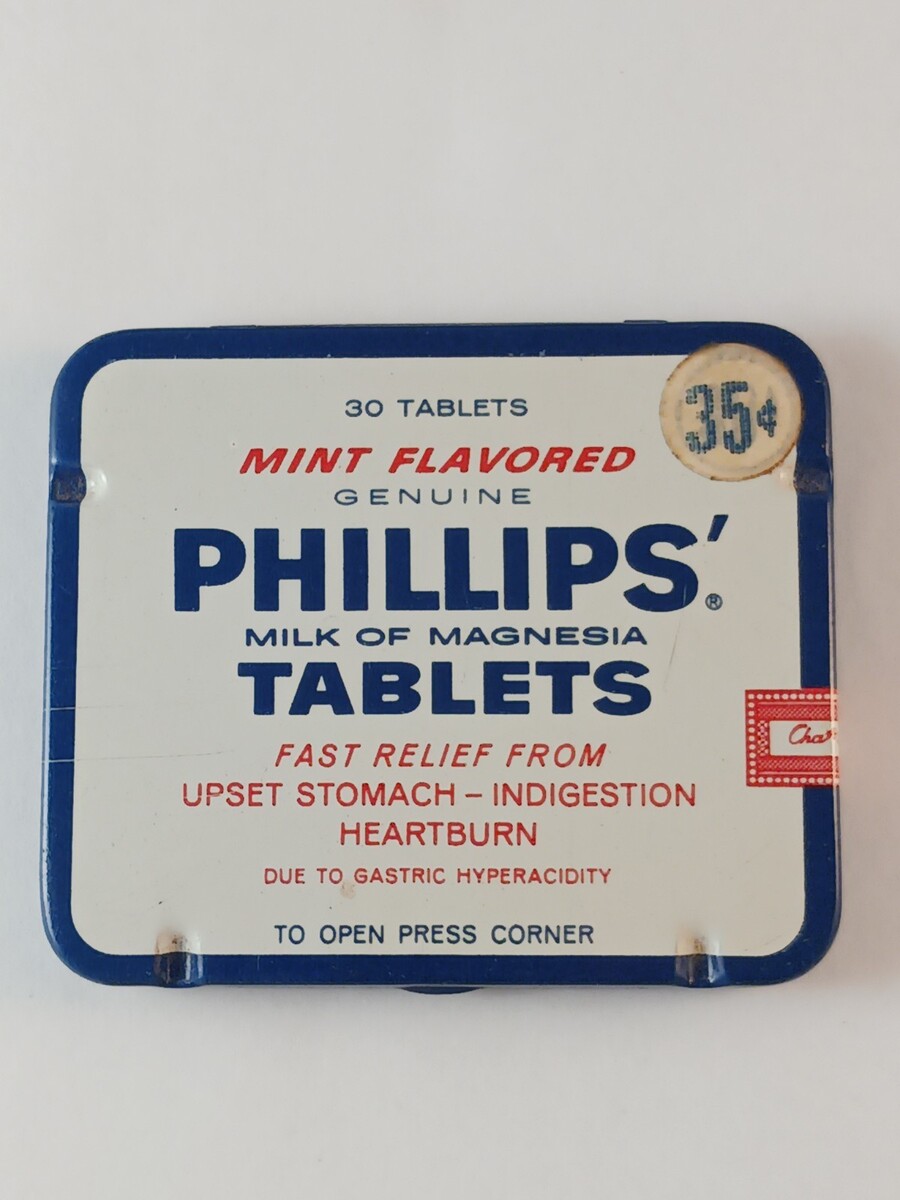 30 TABLETS
35¢
MINT FLAVORED
GENUINE
PHILLIPS'®
MILK OF MAGNESIA
TABLETS
FAST RELIEF FROM
UPSET STOMACH – INDIGESTION
HEARTBURN
DUE TO GASTRIC HYPERACIDITY
TO OPEN PRESS CORNER